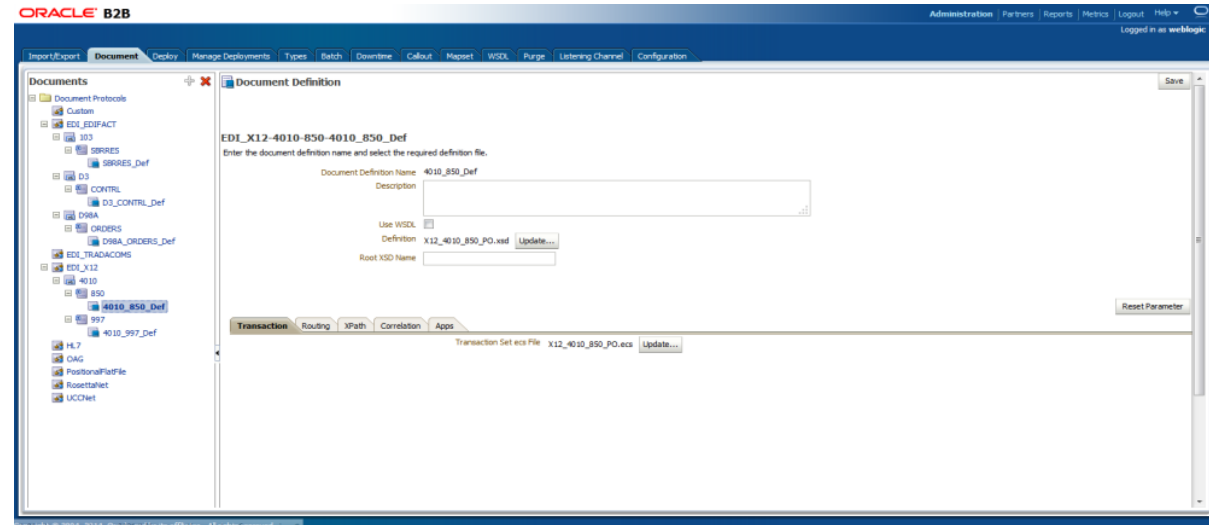 ORACLE B2B
Administration Partners Reports Metrics Logout Help
Logged in as weblogic
Import/Export Document Deploy Manage Deployments Types Batch Downtime Callout Mapset WSDL Purge Listening Channel Configuration
Documents
Document Protocols
Custom
EDI_EDIFACT
103
SBRRES
SBRRES_Def
D3
CONTRL
D3_CONTRL_Def
D98A
ORDERS
D98A_ORDERS_Def
EDI_TRADACOMS
EDI_X12
4010
850
4010_850_Def
997
4010_997_Def
HL7
OAG
PositionalFlatFile
RosettaNet
UCCNet
Document Definition
Save
EDI_X12-4010-850-4010_850_Def
Enter the document definition name and select the required definition file.
Document Definition Name 4010_850_Def
Description
Use WSDL
Definition X12_4010_850_PO.xsd Update...
Root XSD Name
Reset Parameter
Transaction Routing XPath Correlation Apps
Transaction Set ecs File X12_4010_850_PO.ecs Update...